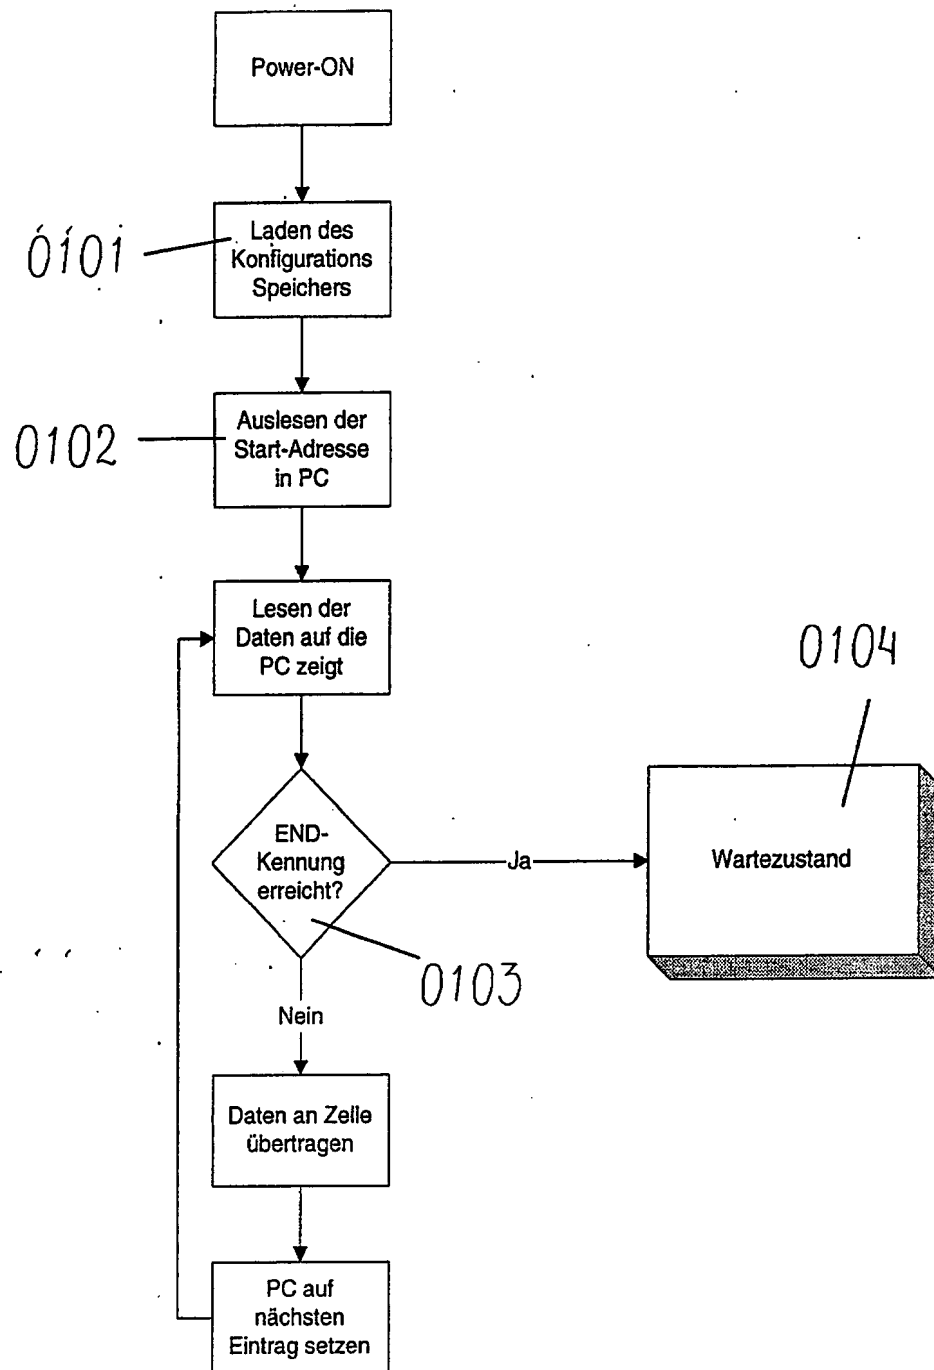 Power-ON
0101
Laden des
Konfigurations
Speichers
0102
Auslesen der
Start-Adresse
in PC
Lesen der
Daten auf die
PC zeigt
0104
END-
Kennung
erreicht?
Ja
Wartezustand
0103
Nein
Daten an Zelle
übertragen
PC auf
nächsten
Eintrag setzen